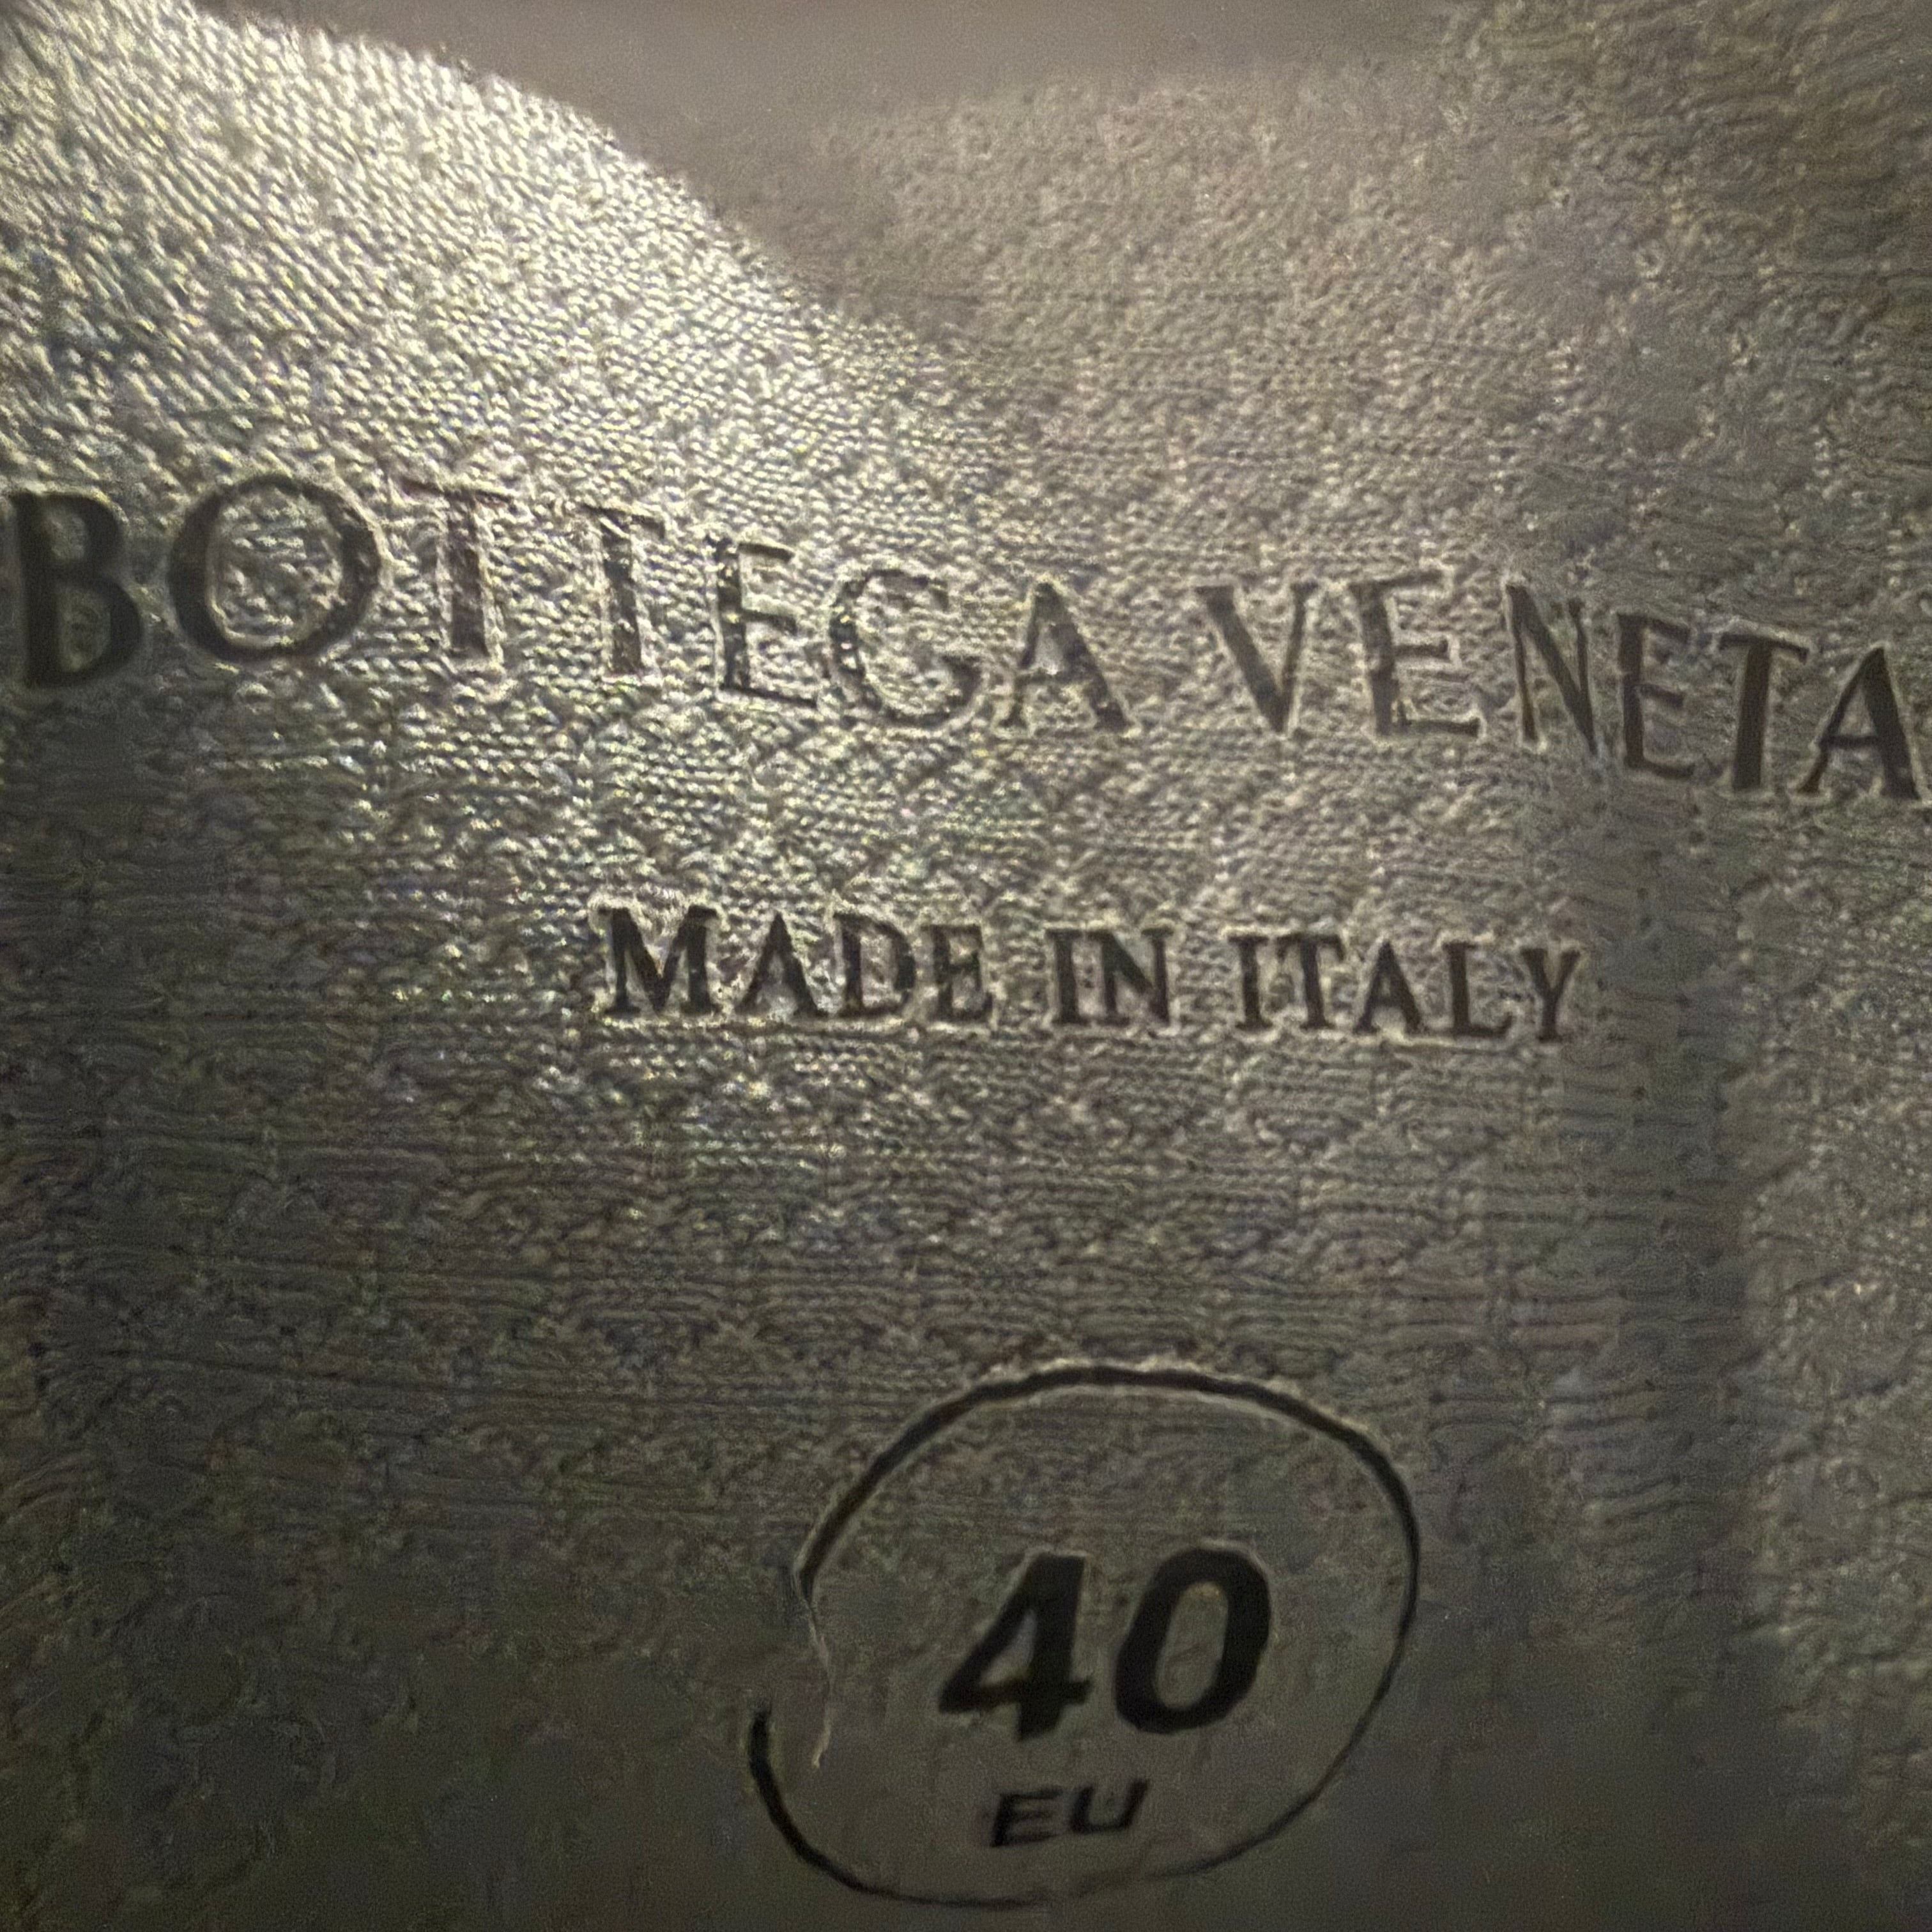 BOTTEGA VENETA
MADE IN ITALY
40
EU